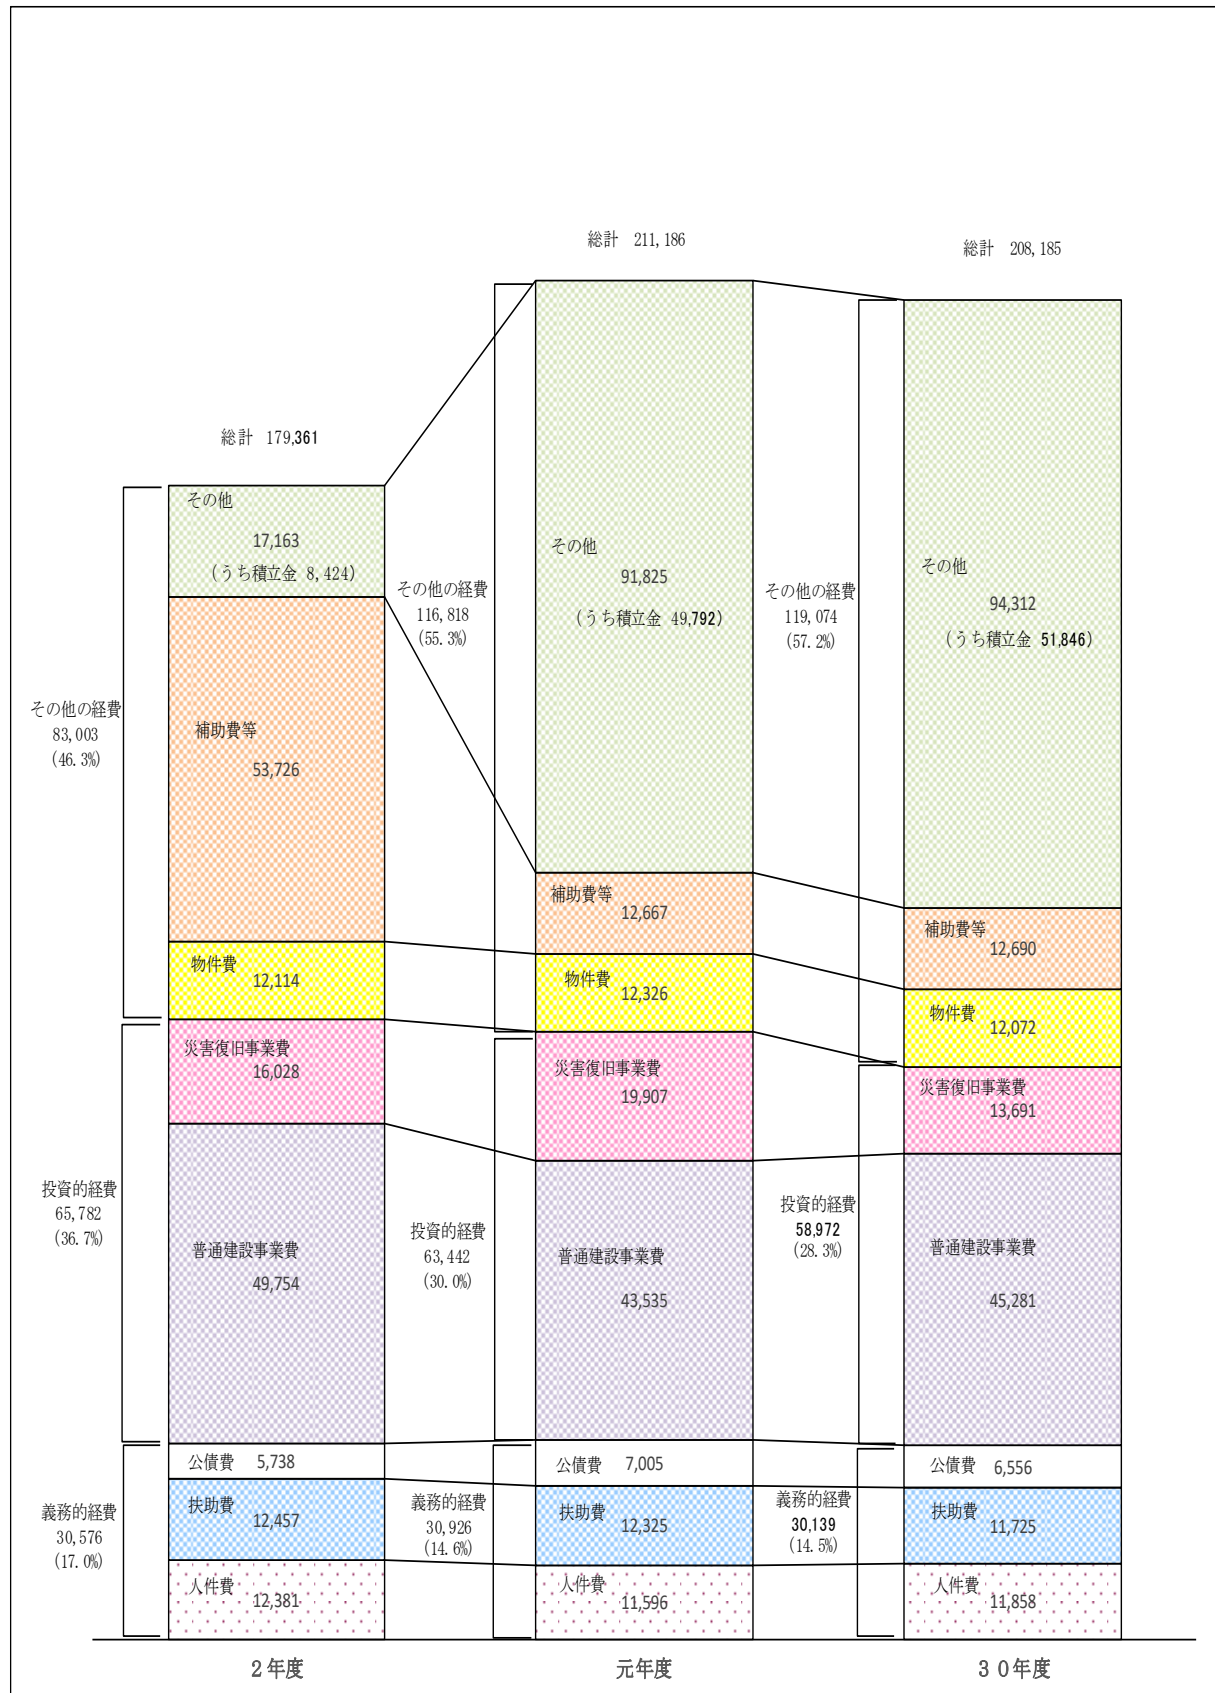 総計 211,186
総計 208,185
総計 179,361
その他
17,163
(うち積立金 8,424)
補助費等
53,726
物件費
12,114
災害復旧事業費
16,028
普通建設事業費
49,754
公債費 5,738
扶助費
12,457
人件費
12,381
その他の経費
83,003
(46.3%)
投資的経費
65,782
(36.7%)
義務的経費
30,576
(17.0%)
その他の経費
116,818
(55.3%)
投資的経費
63,442
(30.0%)
義務的経費
30,926
(14.6%)
その他
91,825
(うち積立金 49,792)
補助費等
12,667
物件費
12,326
災害復旧事業費
19,907
普通建設事業費
43,535
公債費 7,005
扶助費
12,325
人件費
11,596
その他の経費
119,074
(57.2%)
投資的経費
58,972
(28.3%)
義務的経費
30,139
(14.5%)
その他
94,312
(うち積立金 51,846)
補助費等
12,690
物件費
12,072
災害復旧事業費
13,691
普通建設事業費
45,281
公債費 6,556
扶助費
11,725
人件費
11,858
2年度
元年度
30年度